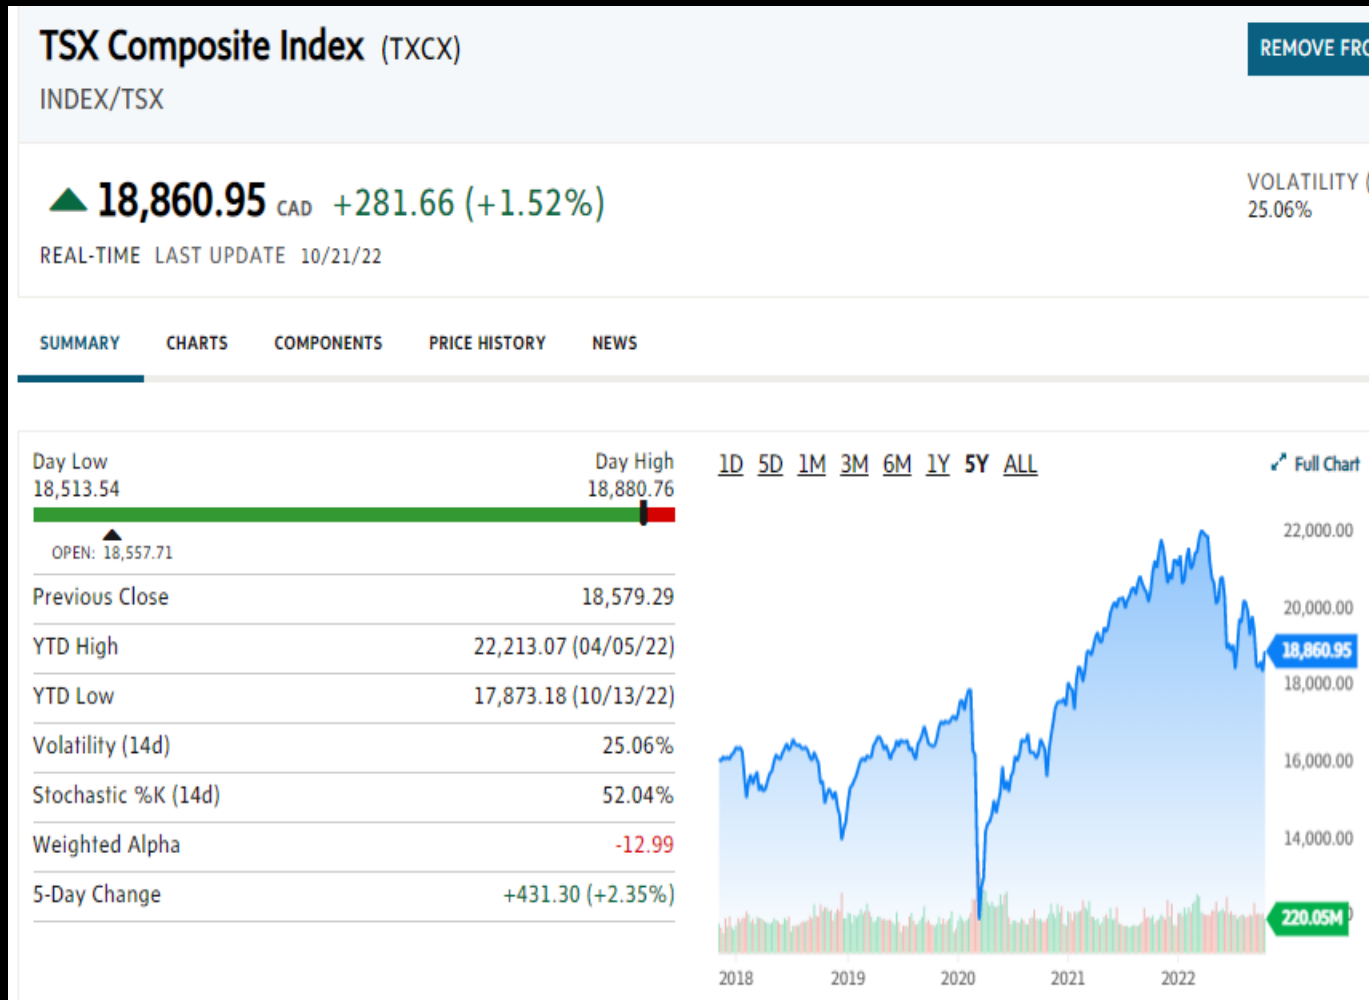 TSX Composite Index (TXCX)
INDEX/TSX
REMOVE FRO
18,860.95 CAD +281.66 (+1.52%)
REAL-TIME LAST UPDATE 10/21/22
VOLATILITY (
25.06%
SUMMARY CHARTS COMPONENTS PRICE HISTORY NEWS
Day Low Day High
18,513.54 18,880.76
OPEN: 18,557.71
Previous Close 18,579.29
YTD High 22,213.07 (04/05/22)
YTD Low 17,873.18 (10/13/22)
Volatility (14d) 25.06%
Stochastic %K (14d) 52.04%
Weighted Alpha -12.99
5-Day Change +431.30 (+2.35%)
1D 5D 1M 3M 6M 1Y 5Y ALL Full Chart
22,000.00
20,000.00
18,860.95
18,000.00
16,000.00
14,000.00
220.05M
2018 2019 2020 2021 2022